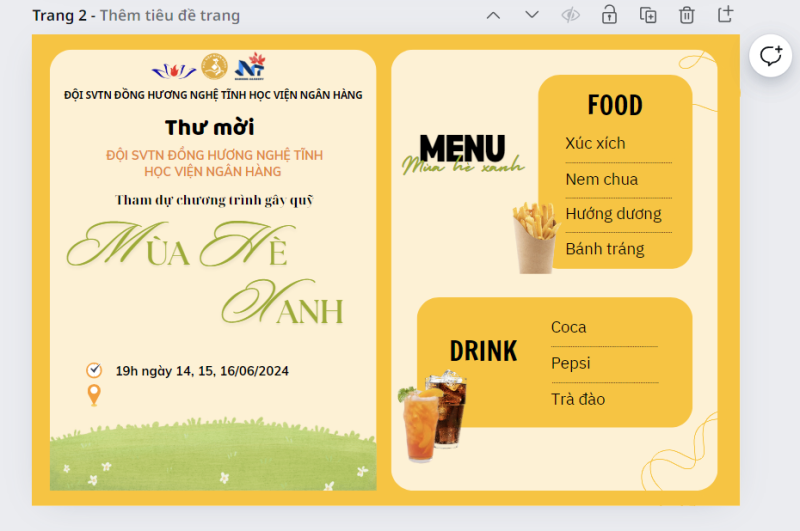 Trang 2 - Thêm tiêu đề trang
ĐỘI SVTN ĐỒNG HƯƠNG NGHỆ TĨNH HỌC VIỆN NGÂN HÀNG
Thư mời
ĐỘI SVTN ĐỒNG HƯƠNG NGHỆ TĨNH
HỌC VIỆN NGÂN HÀNG
Tham dự chương trình gây quỹ
MÙA HÈ
XANH
19h ngày 14, 15, 16/06/2024
MENU
Mùa hè xanh
FOOD
Xúc xích
Nem chua
Hướng dương
Bánh tráng
DRINK
Coca
Pepsi
Trà đào